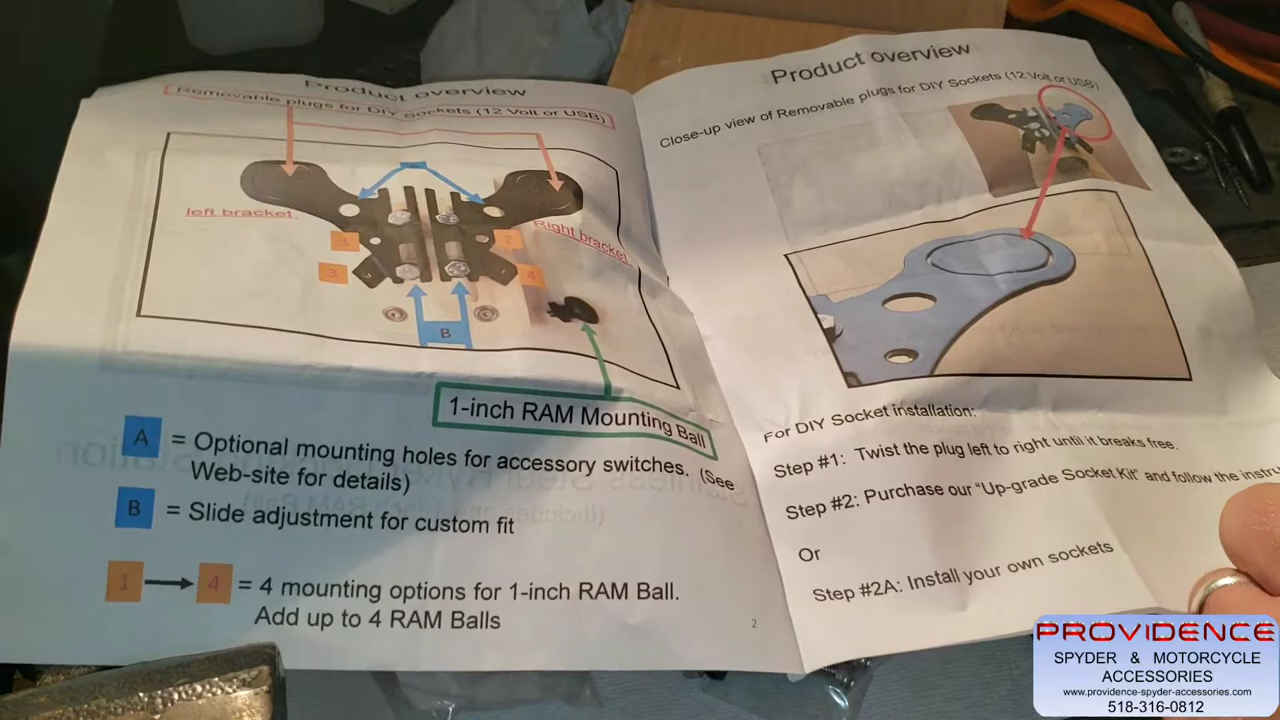 Product overview
Removable plugs for DIY Sockets (12 Volt or USB)
left bracket
Right bracket
1
2
3
4
B
1-inch RAM Mounting Ball
A = Optional mounting holes for accessory switches. (See
Web-site for details)
B = Slide adjustment for custom fit
1 → 4 = 4 mounting options for 1-inch RAM Ball.
Add up to 4 RAM Balls
2
Product overview
Close-up view of Removable plugs for DIY Sockets (12 Volt or USB)
For DIY Socket installation:
Step #1: Twist the plug left to right until it breaks free.
Step #2: Purchase our "Up-grade Socket Kit" and follow the instru
Or
Step #2A: Install your own sockets
PROVIDENCE
SPYDER & MOTORCYCLE
ACCESSORIES
www.providence-spyder-accessories.com
518-316-0812